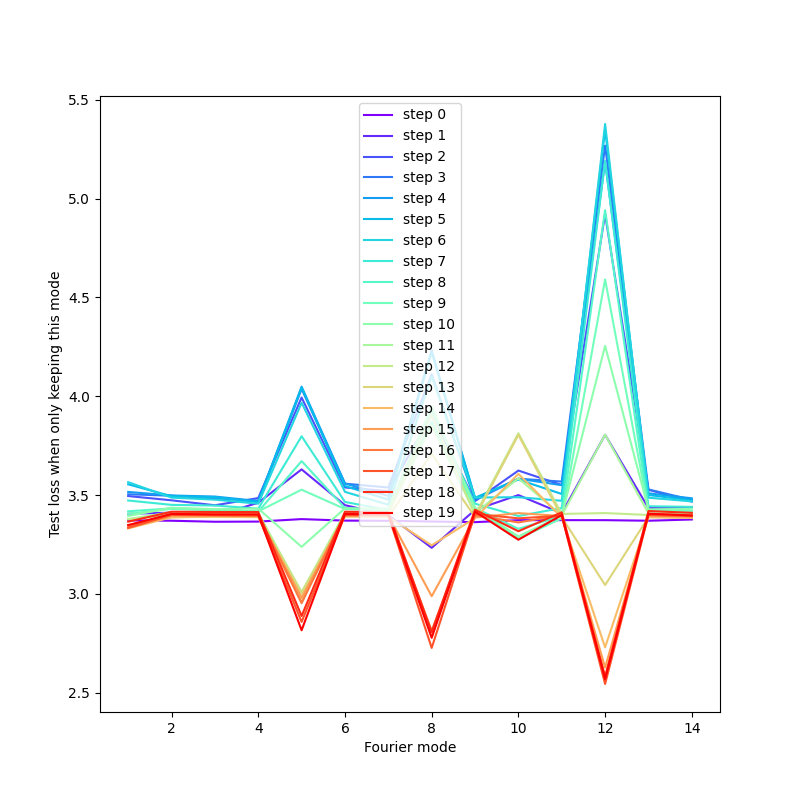 5.5
5.0
4.5
4.0
3.5
3.0
2.5
Test loss when only keeping this mode
step 0
step 1
step 2
step 3
step 4
step 5
step 6
step 7
step 8
step 9
step 10
step 11
step 12
step 13
step 14
step 15
step 16
step 17
step 18
step 19
2 4 6 8 10 12 14
Fourier mode